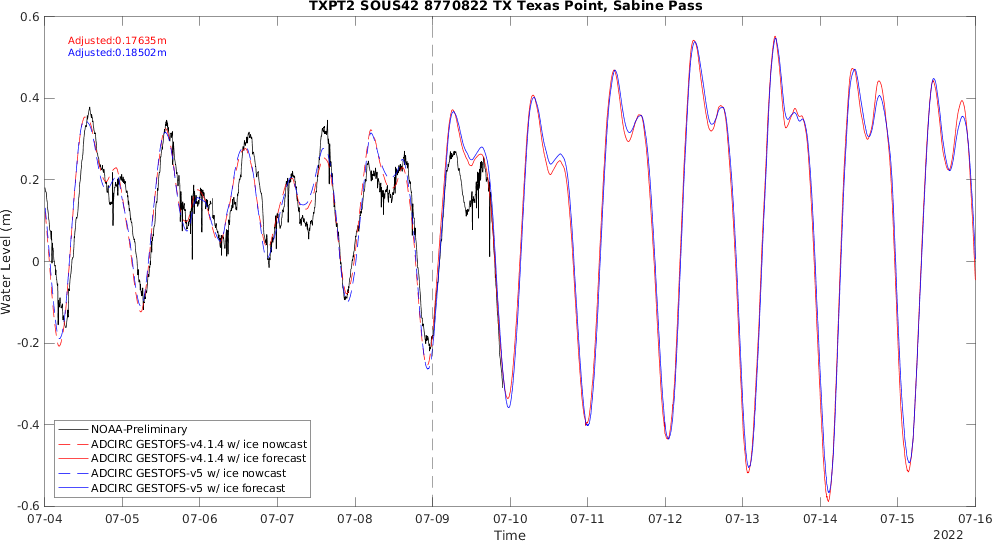 TXPT2 SOUS42 8770822 TX Texas Point, Sabine Pass
Adjusted:0.17635m
Adjusted:0.18502m
Water Level (m)
0.6
0.4
0.2
0
-0.2
-0.4
-0.6
NOAA-Preliminary
ADCIRC GESTOFS-v4.1.4 w/ ice nowcast
ADCIRC GESTOFS-v4.1.4 w/ ice forecast
ADCIRC GESTOFS-v5 w/ ice nowcast
ADCIRC GESTOFS-v5 w/ ice forecast
07-04 07-05 07-06 07-07 07-08 07-09 07-10 07-11 07-12 07-13 07-14 07-15 07-16
Time
2022